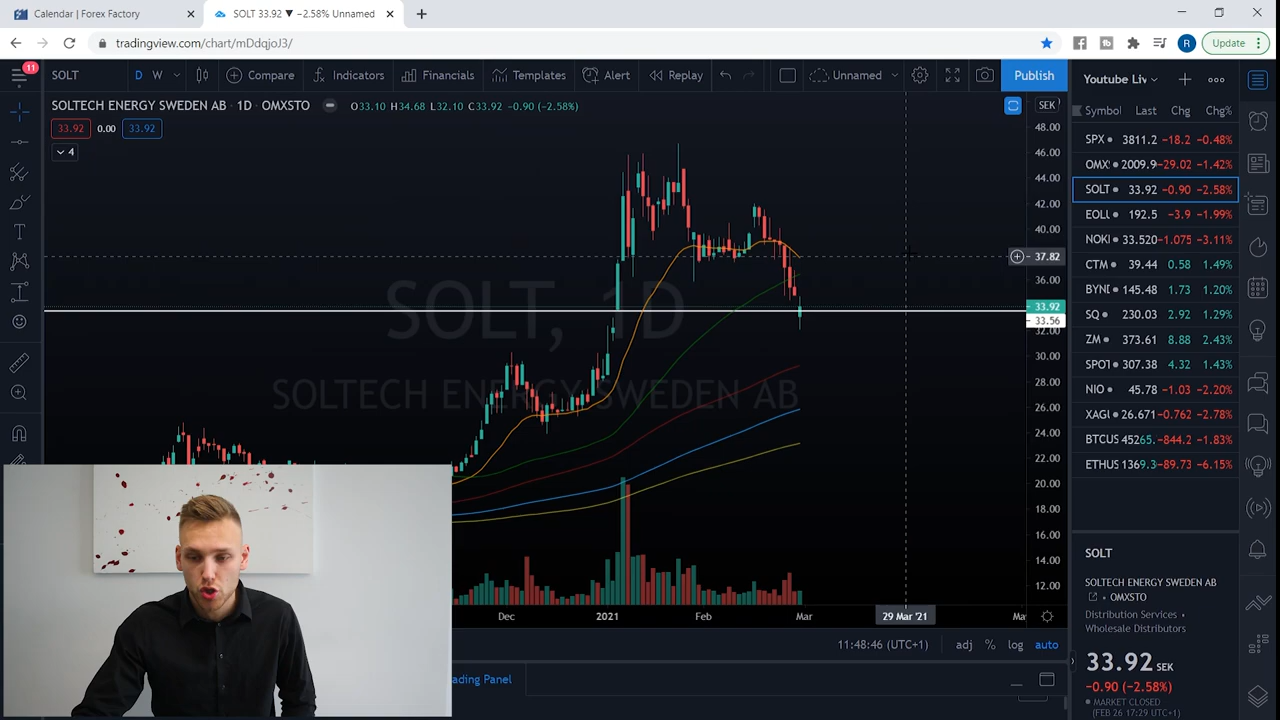 Calendar | Forex Factory
SOLT 33.92 ▼ −2.58% Unnamed
tradingview.com/chart/mDdqjoJ3/
R
Update
11
SOLT
D W
Compare
Indicators
Financials
Templates
Alert
Replay
Unnamed
Publish
Youtube Liv
SOLTECH ENERGY SWEDEN AB · 1D · OMXSTO
O33.10 H34.68 L32.10 C33.92 −0.90 (−2.58%)
SEK
33.92 0.00 33.92
4
Symbol Last Chg Chg%
SPX 3811.2 −18.2 −0.48%
OMX 2009.9 −29.02 −1.42%
SOLT 33.92 −0.90 −2.58%
EOLU 192.5 −3.9 −1.99%
NOKI 33.520 −1.075 −3.11%
CTM 39.44 0.58 1.49%
BYND 145.48 1.73 1.20%
SQ 230.03 2.92 1.29%
ZM 373.61 8.88 2.43%
SPOT 307.38 4.32 1.43%
NIO 45.78 −1.03 −2.20%
XAGU 26.671 −0.762 −2.78%
BTCUS 45265. −844.2 −1.83%
ETHUS 1369.3 −89.73 −6.15%
48.00
46.00
44.00
42.00
40.00
37.82
36.00
33.92
33.56
32.00
30.00
28.00
26.00
24.00
22.00
20.00
18.00
16.00
14.00
12.00
SOLT, 1D
SOLTECH ENERGY SWEDEN AB
Dec 2021 Feb Mar 29 Mar '21 Ma
11:48:46 (UTC+1) adj % log auto
ading Panel
SOLT
SOLTECH ENERGY SWEDEN AB
OMXSTO
Distribution Services •
Wholesale Distributors
33.92 SEK
−0.90 (−2.58%)
MARKET CLOSED
(FEB 26 17:29 UTC+1)